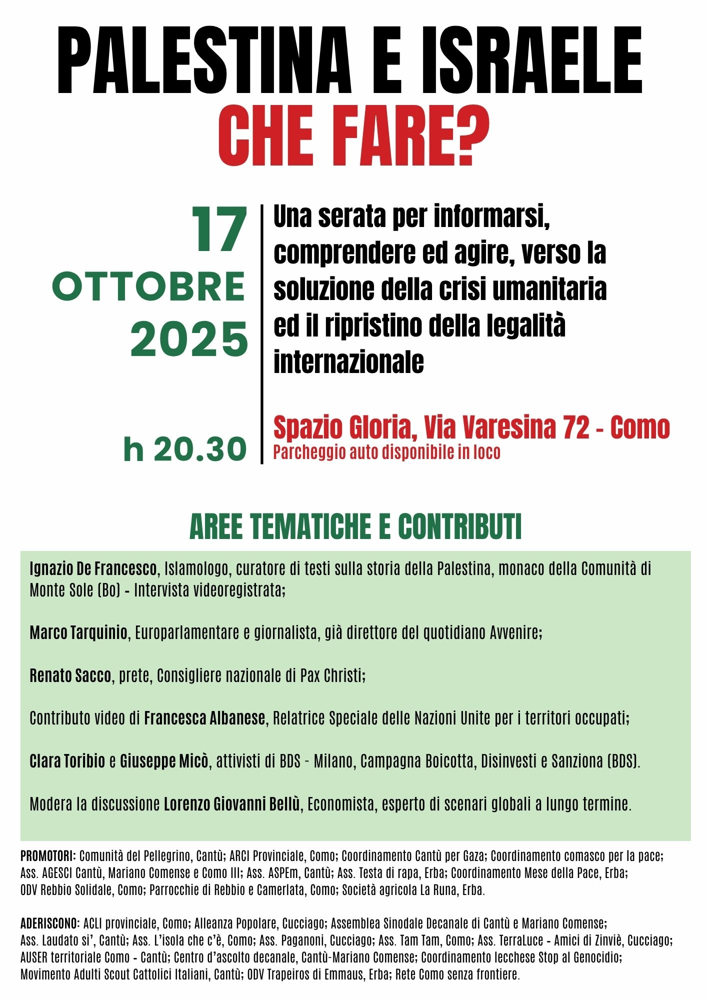 PALESTINA E ISRAELE
CHE FARE?
17
OTTOBRE
2025
h 20.30
Una serata per informarsi,
comprendere ed agire, verso la
soluzione della crisi umanitaria
ed il ripristino della legalità
internazionale
Spazio Gloria, Via Varesina 72 - Como
Parcheggio auto disponibile in loco
AREE TEMATICHE E CONTRIBUTI
Ignazio De Francesco, Islamologo, curatore di testi sulla storia della Palestina, monaco della Comunità di
Monte Sole (Bo) – Intervista videoregistrata;
Marco Tarquinio, Europarlamentare e giornalista, già direttore del quotidiano Avvenire;
Renato Sacco, prete, Consigliere nazionale di Pax Christi;
Contributo video di Francesca Albanese, Relatrice Speciale delle Nazioni Unite per i territori occupati;
Clara Toribio e Giuseppe Micò, attivisti di BDS - Milano, Campagna Boicotta, Disinvesti e Sanziona (BDS).
Modera la discussione Lorenzo Giovanni Bellù, Economista, esperto di scenari globali a lungo termine.
PROMOTORI: Comunità del Pellegrino, Cantù; ARCI Provinciale, Como; Coordinamento Cantù per Gaza; Coordinamento comasco per la pace;
Ass. AGESCI Cantù, Mariano Comense e Como III; Ass. ASPEm, Cantù; Ass. Testa di rapa, Erba; Coordinamento Mese della Pace, Erba;
ODV Rebbio Solidale, Como; Parrocchie di Rebbio e Camerlata, Como; Società agricola La Runa, Erba.
ADERISCONO: ACLI provinciale, Como; Alleanza Popolare, Cucciago; Assemblea Sinodale Decanale di Cantù e Mariano Comense;
Ass. Laudato si’, Cantù; Ass. L’isola che c’è, Como; Ass. Paganoni, Cucciago; Ass. Tam Tam, Como; Ass. TerraLuce – Amici di Zinviè, Cucciago;
AUSER territoriale Como – Cantù; Centro d’ascolto decanale, Cantù-Mariano Comense; Coordinamento lecchese Stop al Genocidio;
Movimento Adulti Scout Cattolici Italiani, Cantù; ODV Trapeiros di Emmaus, Erba; Rete Como senza frontiere.